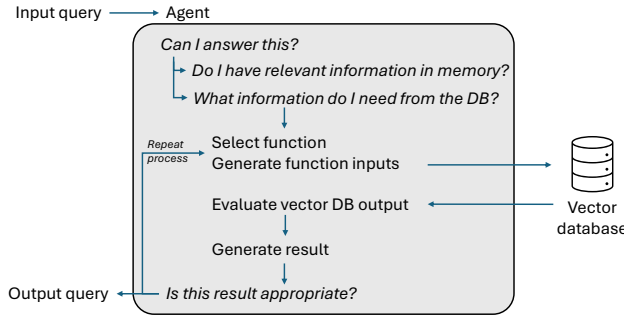 Input query
Agent
Can I answer this?
Do I have relevant information in memory?
What information do I need from the DB?
Repeat
process
Select function
Generate function inputs
Evaluate vector DB output
Vector
database
Generate result
Output query
Is this result appropriate?